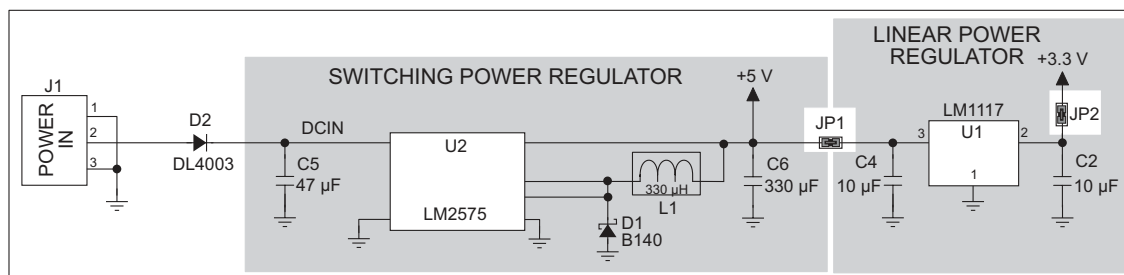 LINEAR POWER
REGULATOR
SWITCHING POWER REGULATOR
+3.3 V
+5 V
J1
POWER
IN
1
2
3
D2
DL4003
DCIN
C5
47 µF
U2
LM2575
330 µH
L1
D1
B140
C6
330 µF
JP1
C4
10 µF
LM1117
U1
3
2
1
JP2
C2
10 µF